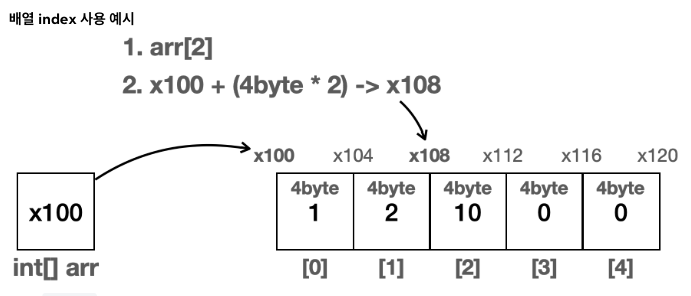 배열 index 사용 예시
1. arr[2]
2. x100 + (4byte * 2) -> x108
x100 x104 x108 x112 x116 x120
4byte 4byte 4byte 4byte 4byte
x100 1 2 10 0 0
int[] arr [0] [1] [2] [3] [4]